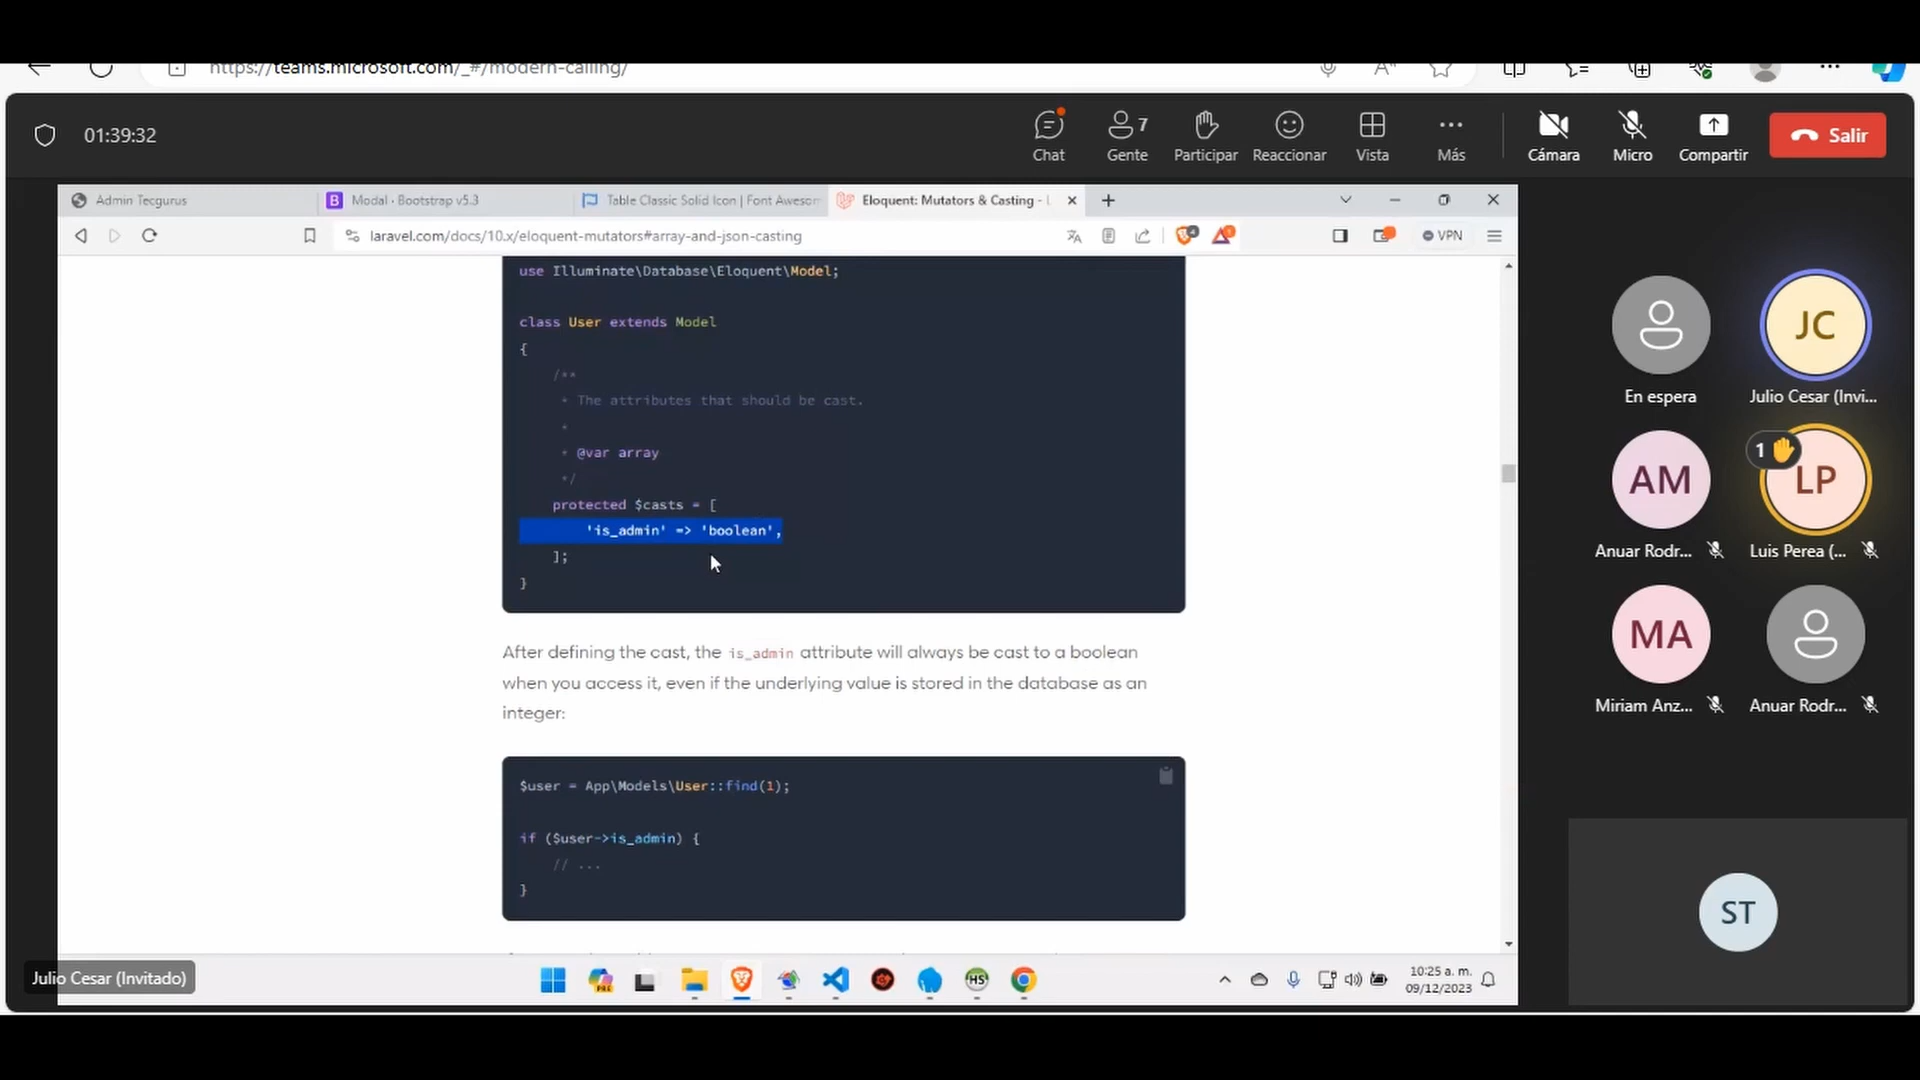 https://teams.microsoft.com/_#/modern-calling/
01:39:32
Chat
7
Gente
Participar
Reaccionar
Vista
Más
Cámara
Micro
Compartir
Salir
Admin Tecgurus
B Modal · Bootstrap v5.3
Table Classic Solid Icon | Font Awesom
Eloquent: Mutators & Casting -
laravel.com/docs/10.x/eloquent-mutators#array-and-json-casting
VPN
use Illuminate\Database\Eloquent\Model;
class User extends Model
{
/**
* The attributes that should be cast.
*
* @var array
*/
protected $casts = [
'is_admin' => 'boolean',
];
}
After defining the cast, the is_admin attribute will always be cast to a boolean
when you access it, even if the underlying value is stored in the database as an
integer:
$user = App\Models\User::find(1);
if ($user->is_admin) {
// ...
}
En espera
JC
Julio Cesar (Invi...
AM
Anuar Rodr...
1
LP
Luis Perea (...
MA
Miriam Anz...
Anuar Rodr...
ST
Julio Cesar (Invitado)
PRE
HS
10:25 a. m.
09/12/2023